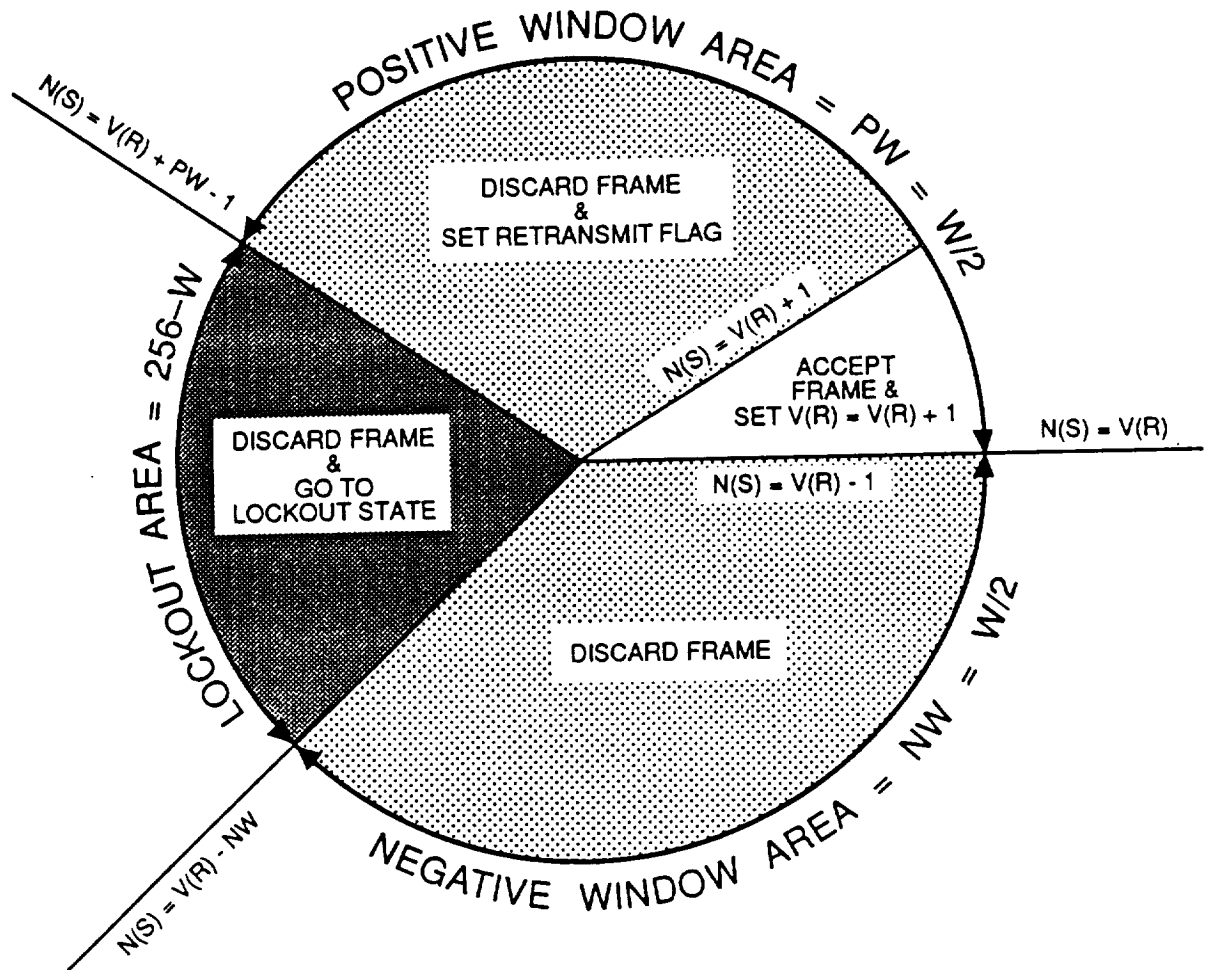 POSITIVE WINDOW AREA = PW = W/2
N(S) = V(R) + PW - 1
DISCARD FRAME
&
SET RETRANSMIT FLAG
N(S) = V(R) + 1
ACCEPT
FRAME &
SET V(R) = V(R) + 1
N(S) = V(R)
LOCKOUT AREA = 256–W
DISCARD FRAME
&
GO TO
LOCKOUT STATE
N(S) = V(R) - 1
DISCARD FRAME
NEGATIVE WINDOW AREA = NW = W/2
N(S) = V(R) - NW